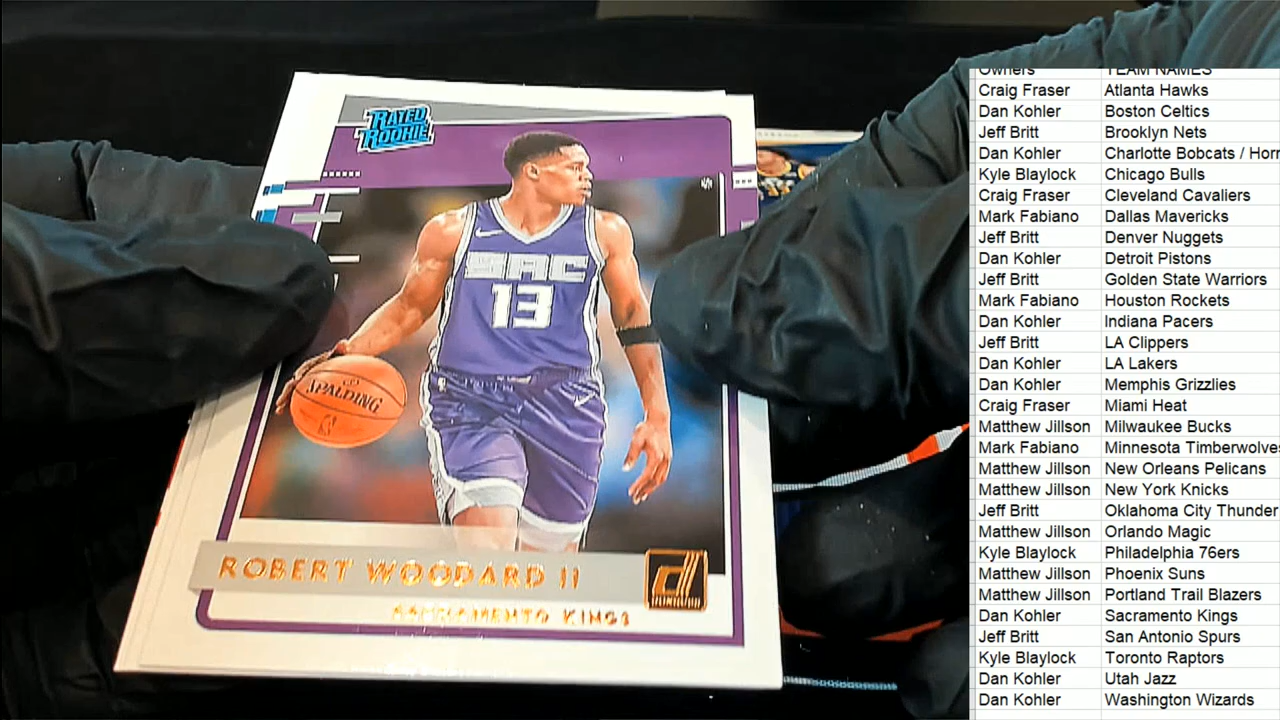 RATED
ROOKIE
SAC
13
SPALDING
ROBERT WOODARD II
SACRAMENTO KINGS
DONRUSS
Owners TEAM NAMES
Craig Fraser Atlanta Hawks
Dan Kohler Boston Celtics
Jeff Britt Brooklyn Nets
Dan Kohler Charlotte Bobcats / Horn
Kyle Blaylock Chicago Bulls
Craig Fraser Cleveland Cavaliers
Mark Fabiano Dallas Mavericks
Jeff Britt Denver Nuggets
Dan Kohler Detroit Pistons
Jeff Britt Golden State Warriors
Mark Fabiano Houston Rockets
Dan Kohler Indiana Pacers
Jeff Britt LA Clippers
Dan Kohler LA Lakers
Dan Kohler Memphis Grizzlies
Craig Fraser Miami Heat
Matthew Jillson Milwaukee Bucks
Mark Fabiano Minnesota Timberwolves
Matthew Jillson New Orleans Pelicans
Matthew Jillson New York Knicks
Jeff Britt Oklahoma City Thunder
Matthew Jillson Orlando Magic
Kyle Blaylock Philadelphia 76ers
Matthew Jillson Phoenix Suns
Matthew Jillson Portland Trail Blazers
Dan Kohler Sacramento Kings
Jeff Britt San Antonio Spurs
Kyle Blaylock Toronto Raptors
Dan Kohler Utah Jazz
Dan Kohler Washington Wizards